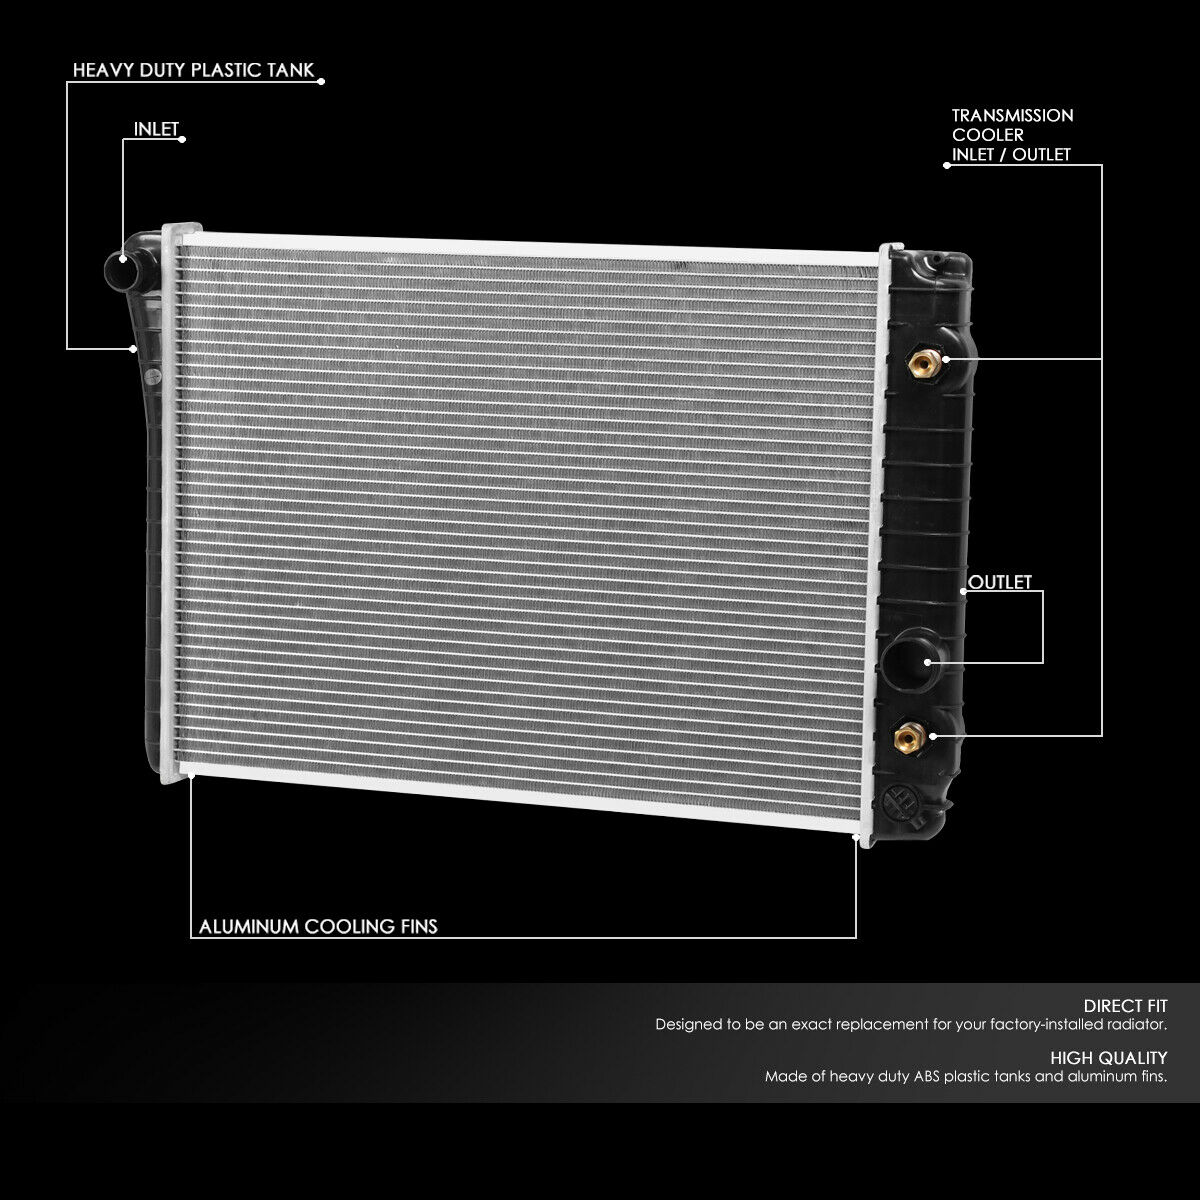 HEAVY DUTY PLASTIC TANK
INLET
TRANSMISSION
COOLER
INLET / OUTLET
OUTLET
ALUMINUM COOLING FINS
DIRECT FIT
Designed to be an exact replacement for your factory-installed radiator.
HIGH QUALITY
Made of heavy duty ABS plastic tanks and aluminum fins.